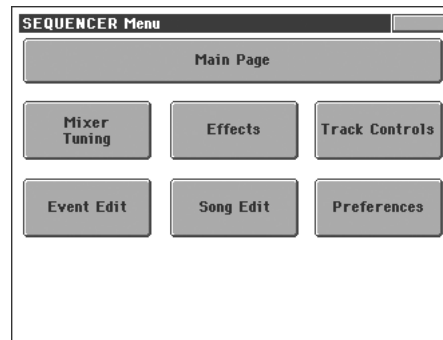 SEQUENCER Menu
Main Page
Mixer
Tuning
Effects
Track Controls
Event Edit
Song Edit
Preferences